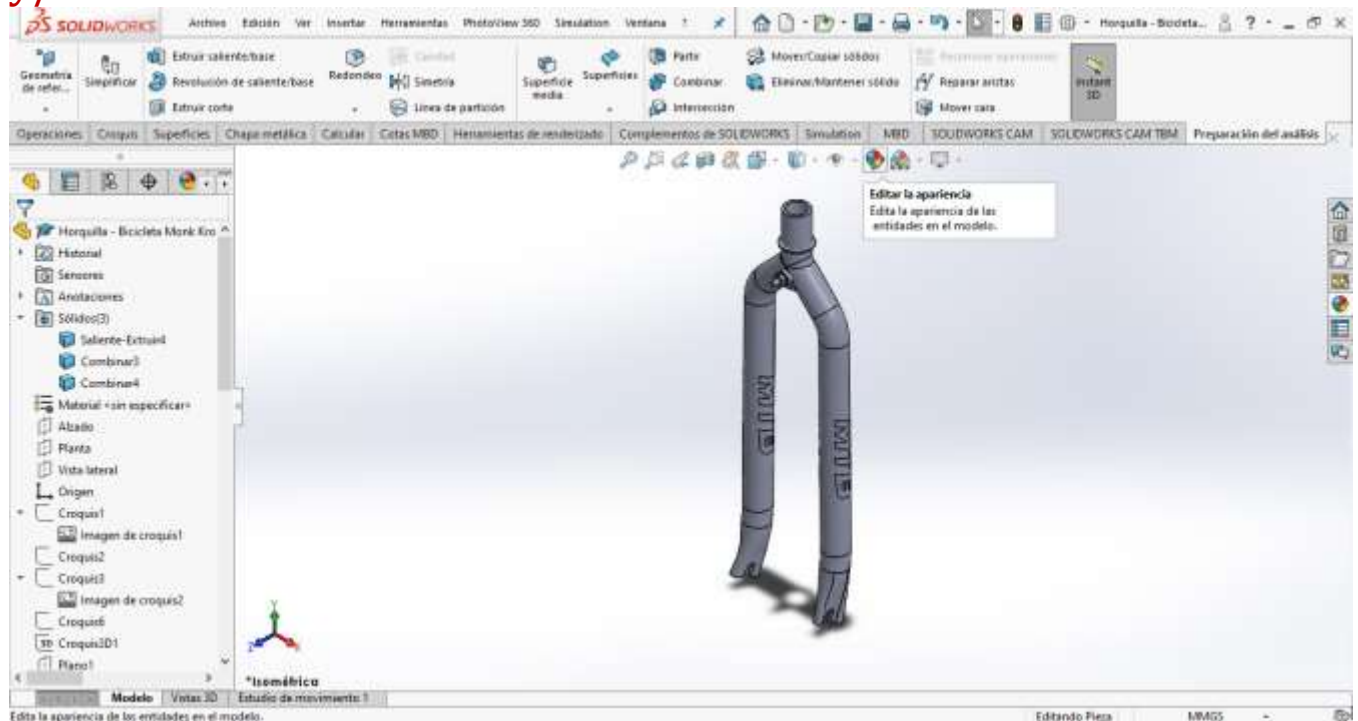 SOLIDWORKS Archivo Edición Ver Insertar Herramientas PhotoView 360 Simulation Ventana ? Horquilla - Bicicleta...
Geometría de refer...
Simplificar
Extruir saliente/base
Revolución de saliente/base
Extruir corte
Redondeo
Simetría
Línea de partición
Superficie media
Superficies
Partir
Combinar
Intersección
Mover/Copiar sólidos
Eliminar/Mantener sólido
Reparar aristas
Mover cara
Instant 3D
Operaciones Croquis Superficies Chapa metálica Calcular Cotas MBD Herramientas de renderizado Complementos de SOLIDWORKS Simulation MBD SOLIDWORKS CAM SOLIDWORKS CAM TBM Preparación del análisis
Editar la apariencia
Edita la apariencia de las
entidades en el modelo.
Horquilla - Bicicleta Monk Kro
Historial
Sensores
Anotaciones
Sólidos(3)
Saliente-Extruir4
Combinar3
Combinar4
Material <sin especificar>
Alzado
Planta
Vista lateral
Origen
Croquis1
Imagen de croquis1
Croquis2
Croquis3
Imagen de croquis2
Croquis6
Croquis3D1
Plano1
MTB
MTB
*Isométrica
Modelo Vistas 3D Estudio de movimiento 1
Edita la apariencia de las entidades en el modelo. Editando Pieza MMGS